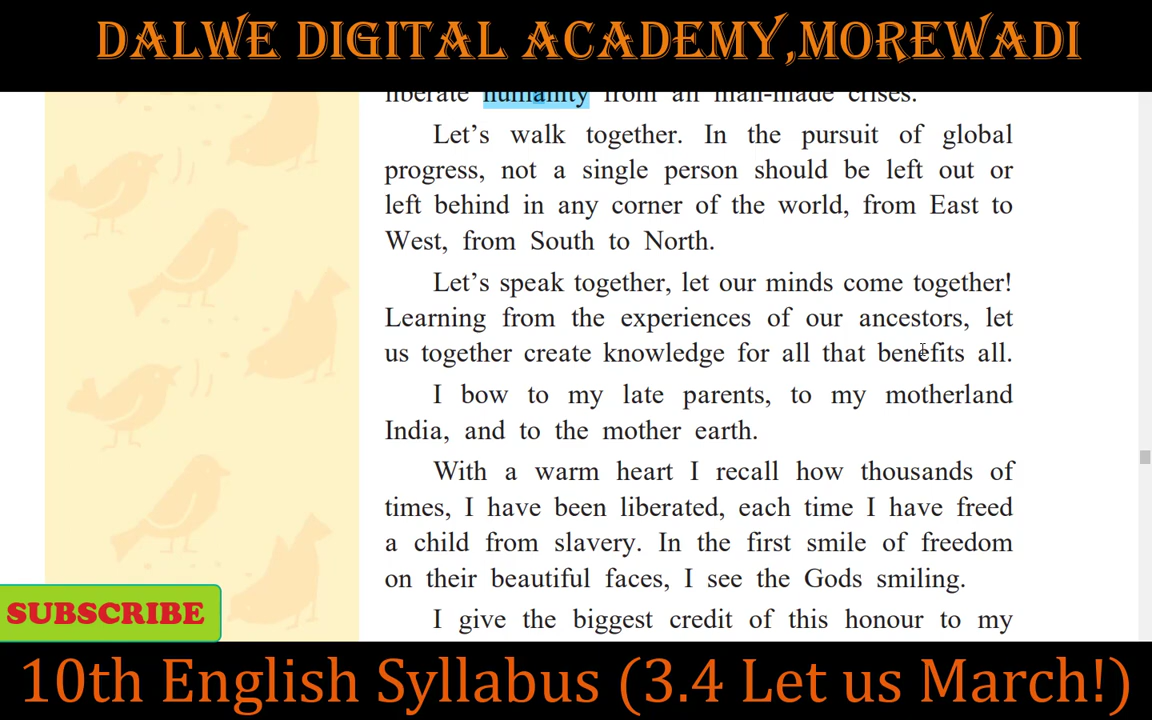 DALWE DIGITAL ACADEMY,MOREWADI
liberate humanity from all man-made crises.
Let’s walk together. In the pursuit of global
progress, not a single person should be left out or
left behind in any corner of the world, from East to
West, from South to North.
Let’s speak together, let our minds come together!
Learning from the experiences of our ancestors, let
us together create knowledge for all that benefits all.
I bow to my late parents, to my motherland
India, and to the mother earth.
With a warm heart I recall how thousands of
times, I have been liberated, each time I have freed
a child from slavery. In the first smile of freedom
on their beautiful faces, I see the Gods smiling.
I give the biggest credit of this honour to my
SUBSCRIBE
10th English Syllabus (3.4 Let us March!)